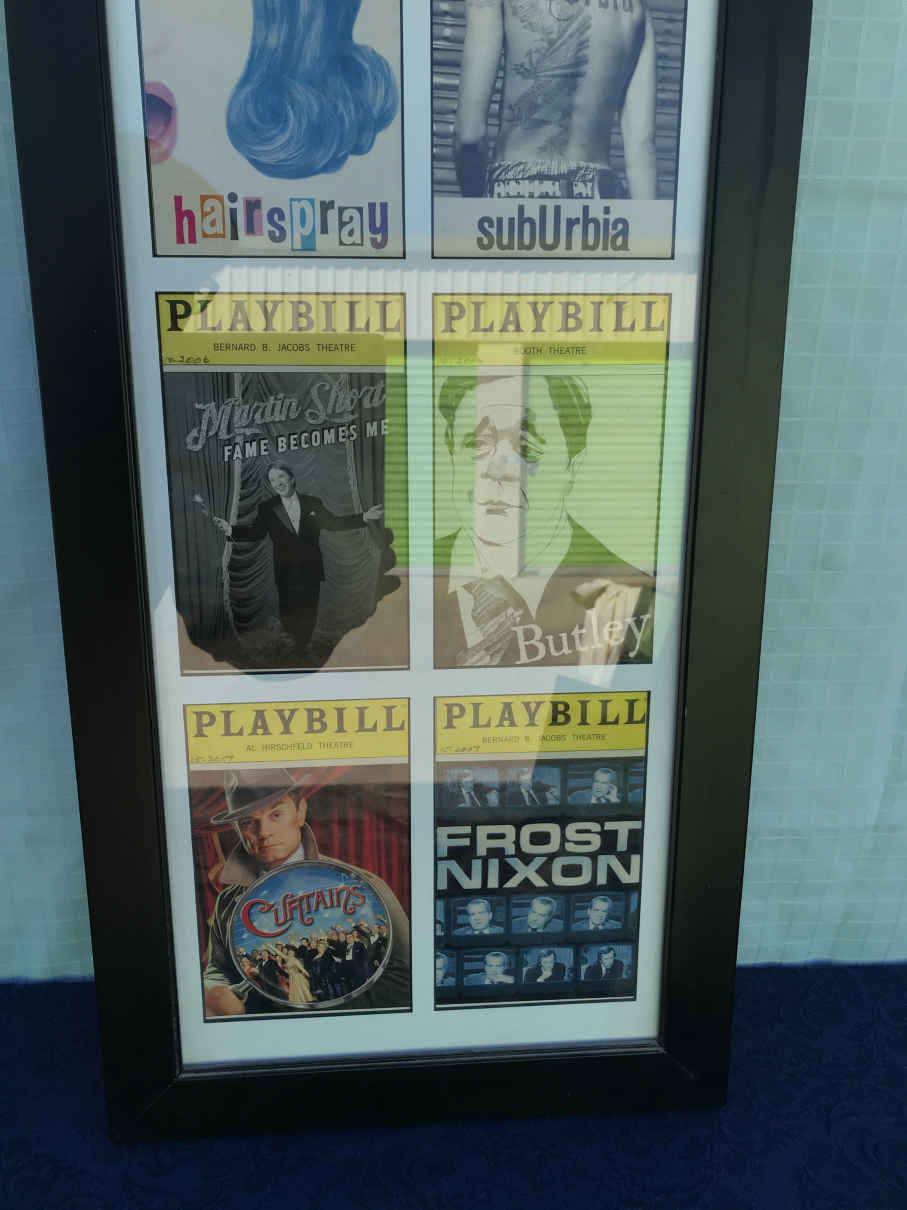 hairspray
subUrbia
PLAYBILL
BERNARD B. JACOBS THEATRE
2006
Martin Short
FAME BECOMES ME
PLAYBILL
BOOTH THEATRE
Butley
PLAYBILL
AL HIRSCHFELD THEATRE
CURTAINS
PLAYBILL
BERNARD B. JACOBS THEATRE
FROST
NIXON